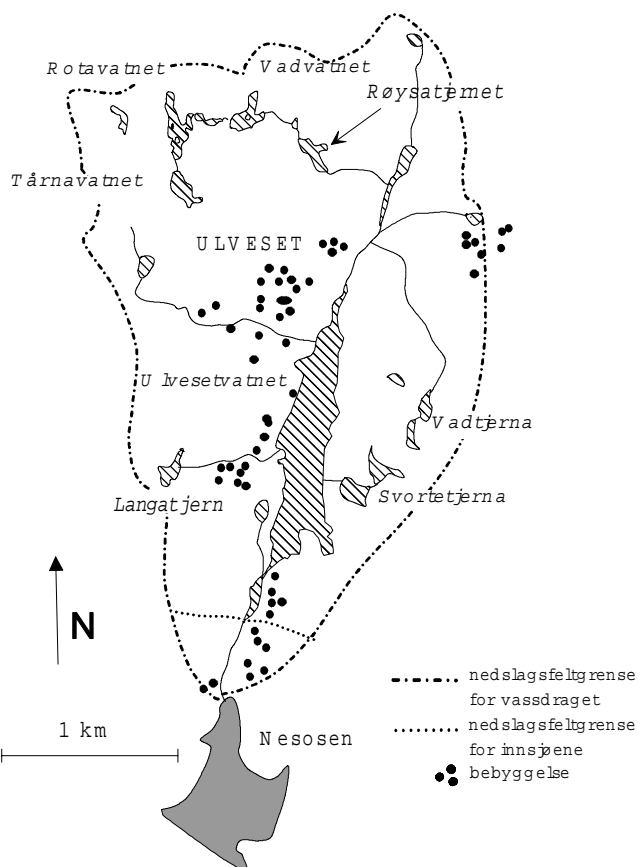 Rotavatnet
Vadvatnet
Røysatjernet
Tårnavatnet
ULVESET
Ulvesetvatnet
Vadtjerna
Langatjern
Svortetjerna
N
nedslagsfeltgrense
for vassdraget
1 km
nedslagsfeltgrense
Nesosen
for innsjøene
bebyggelse